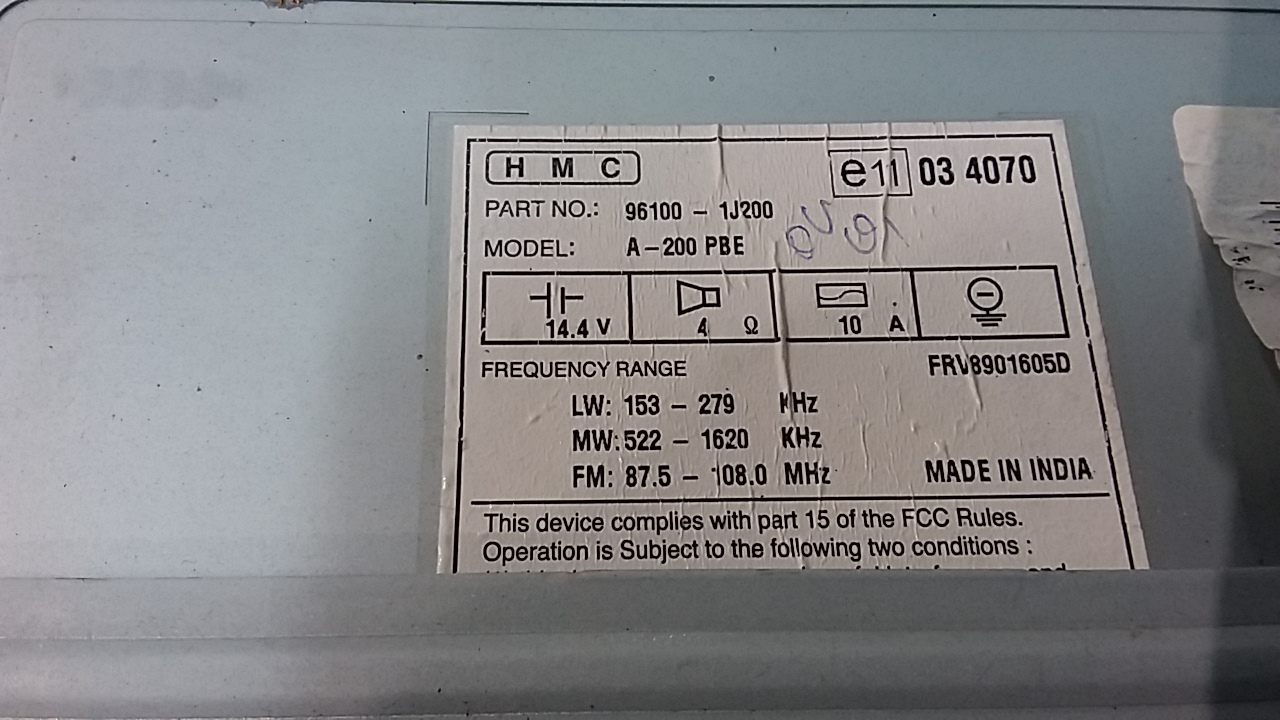 HMC e11 03 4070
PART NO.: 96100 - 1J200
MODEL: A-200 PBE
14.4 V 4 Ω 10 A
FREQUENCY RANGE FRV8901605D
LW: 153 - 279 KHz
MW: 522 - 1620 KHz
FM: 87.5 - 108.0 MHz MADE IN INDIA
This device complies with part 15 of the FCC Rules.
Operation is Subject to the following two conditions :